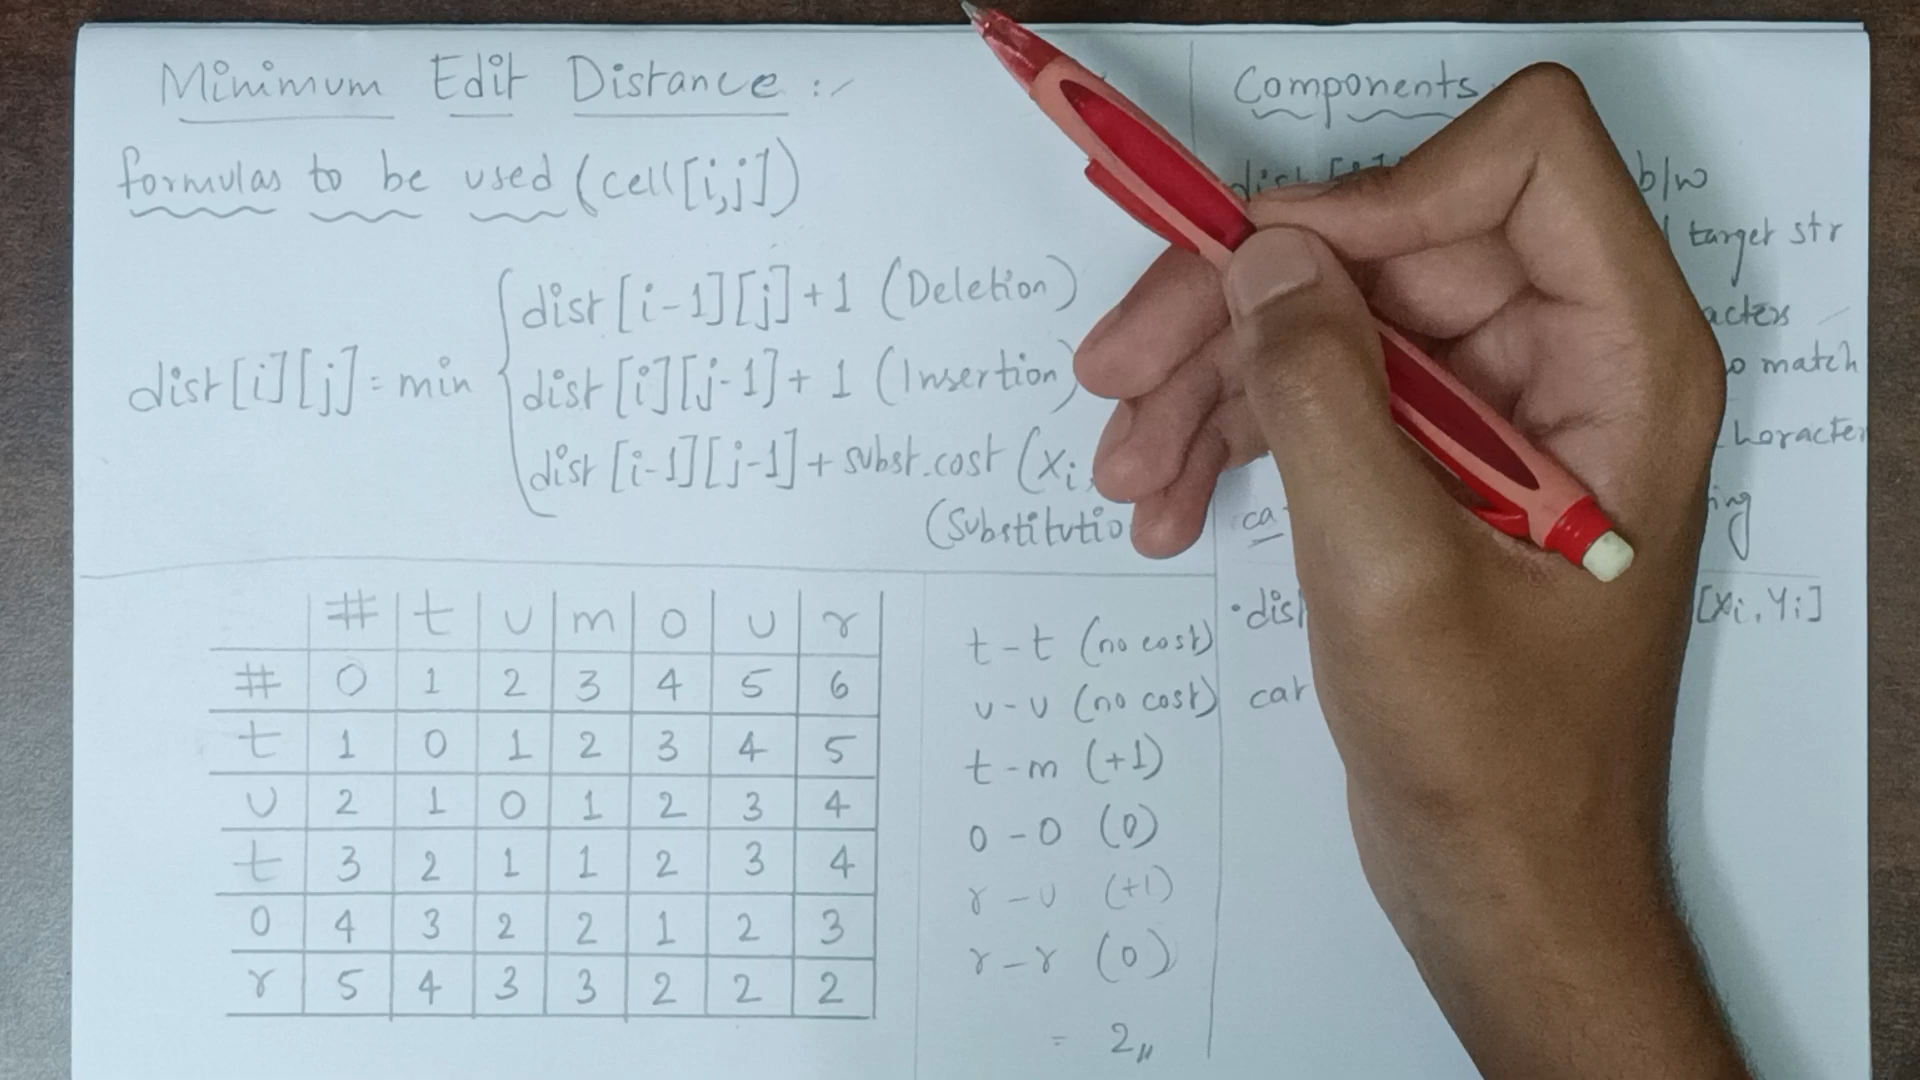 Minimum Edit Distance :-
formulas to be used (cell[i,j])
dist[i][j] = min
dist[i-1][j]+1 (Deletion)
dist[i][j-1]+1 (Insertion)
dist[i-1][j-1]+subst.cost (xi,
(Substitutio
# t u m o u r
# 0 1 2 3 4 5 6
t 1 0 1 2 3 4 5
u 2 1 0 1 2 3 4
t 3 2 1 1 2 3 4
o 4 3 2 2 1 2 3
r 5 4 3 3 2 2 2
t-t (no cost)
u-u (no cost)
t-m (+1)
o-o (0)
r-u (+1)
r-r (0)
= 2,,
Components
b/w
target str
acters
o match
haracter
ca
ing
[xi, yi]